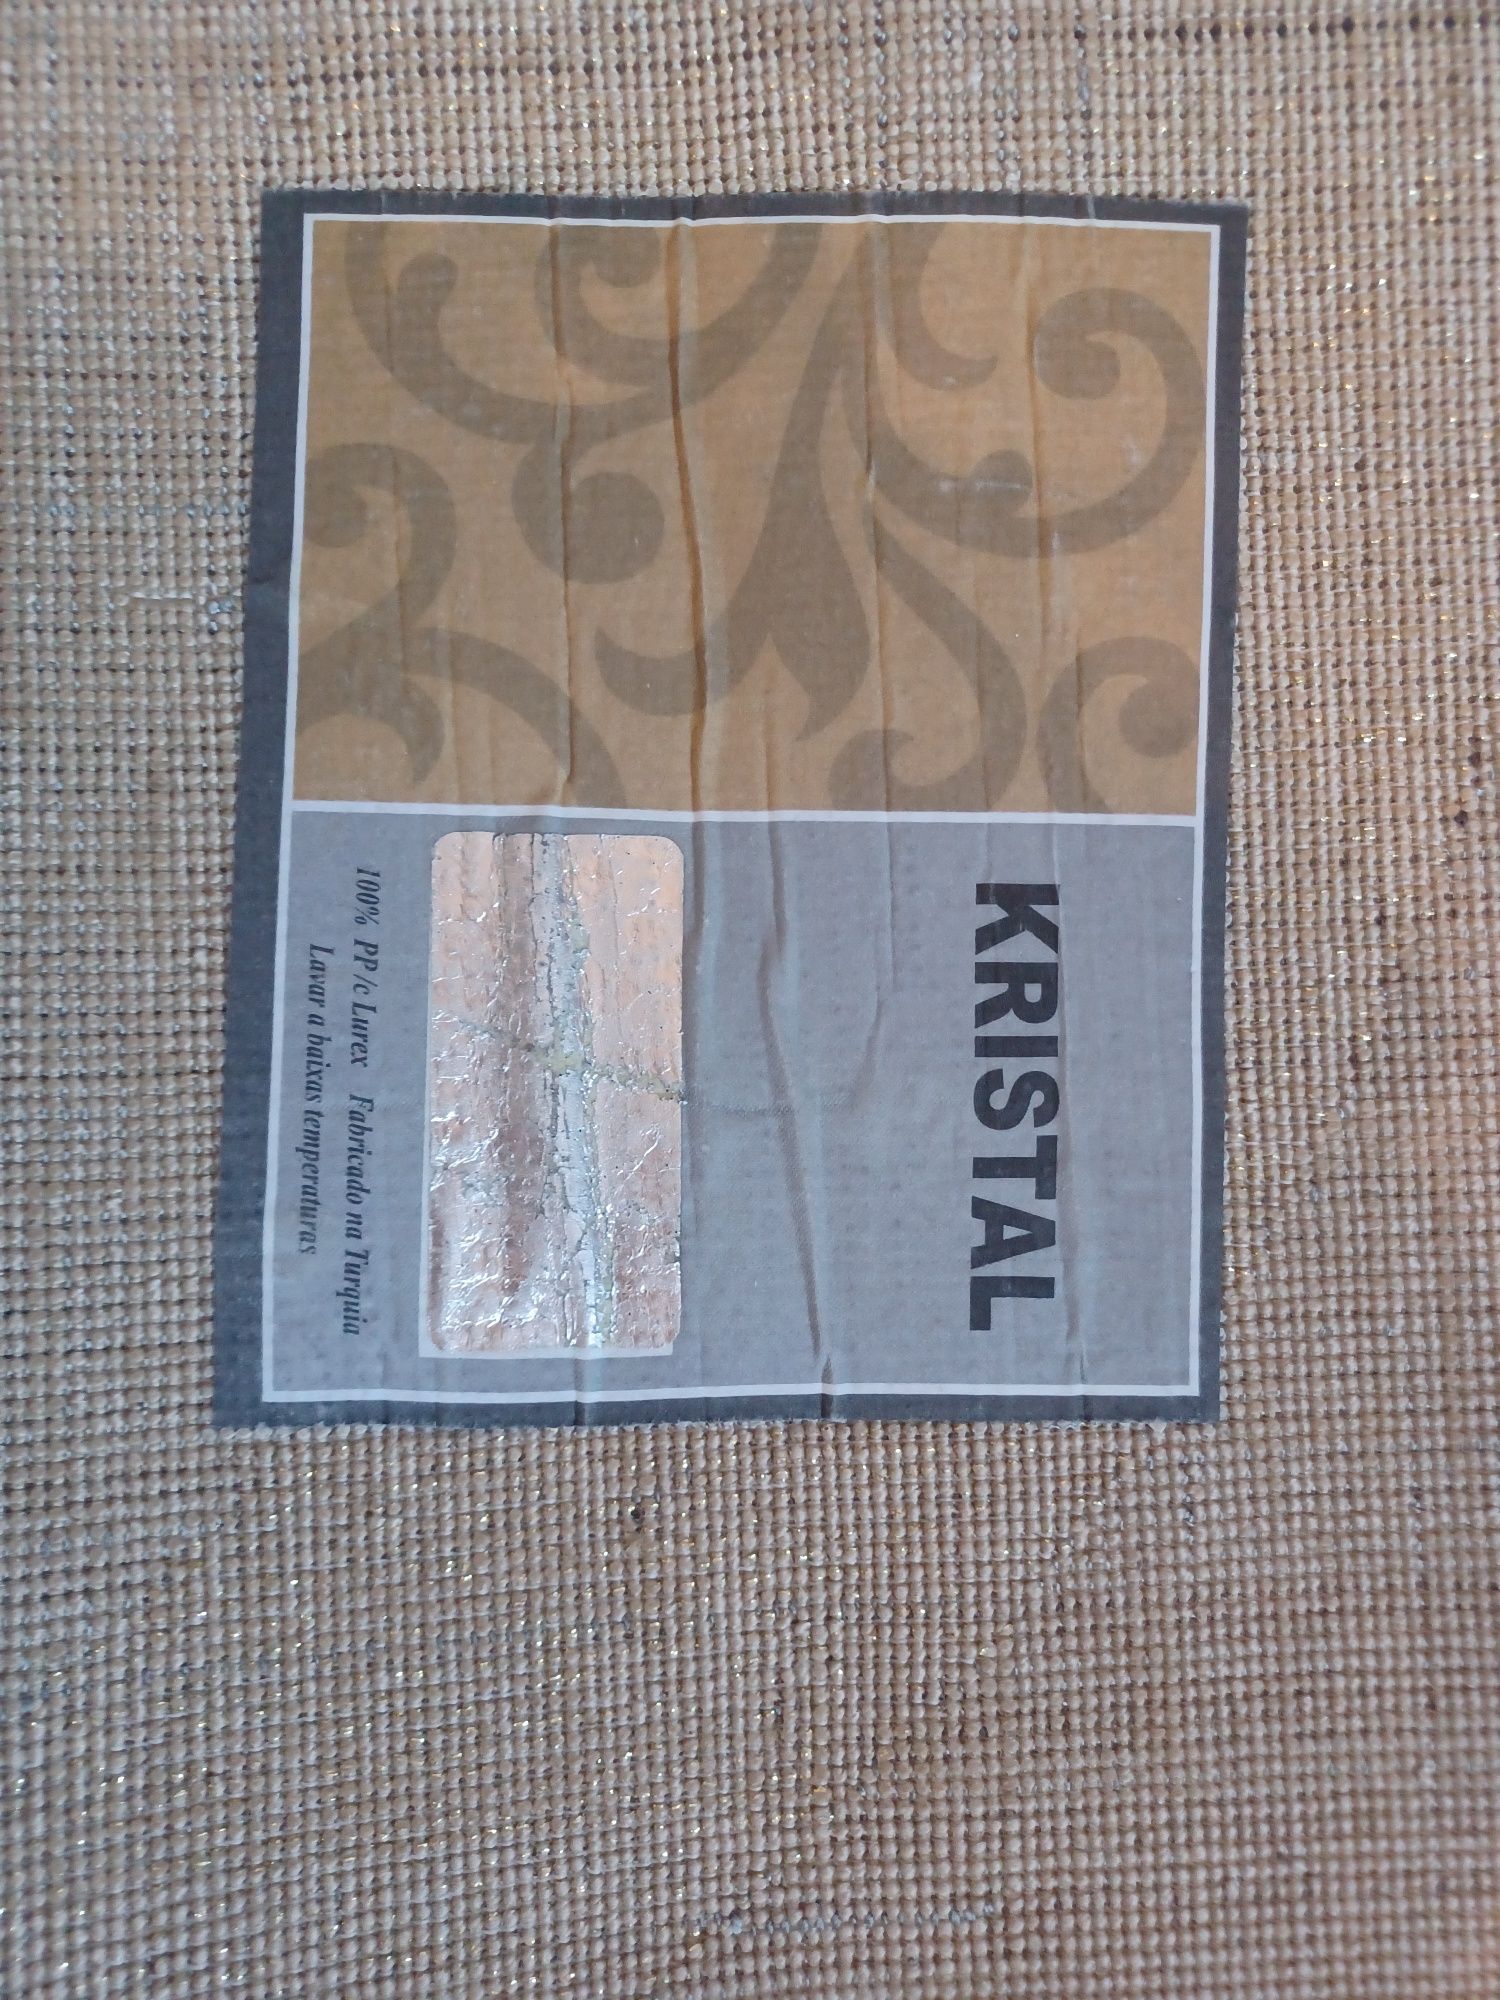 KRISTAL
100% PP /c Lurex Fabricado na Turquia
Lavar a baixas temperaturas